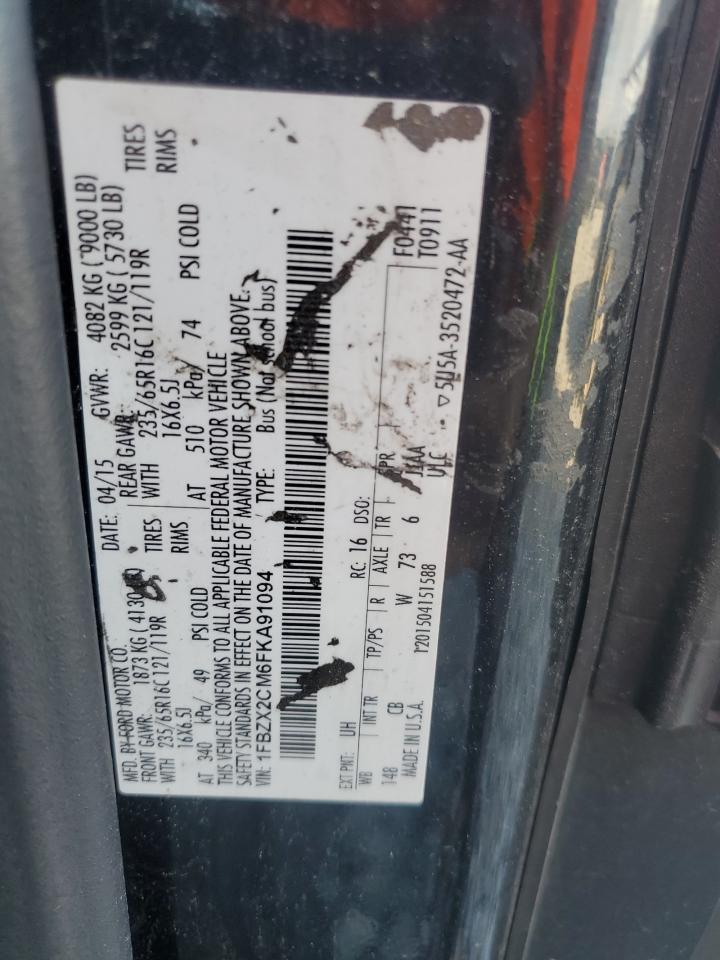 MFD. BY FORD MOTOR CO. DATE: 04/15 GVWR: 4082 KG ( 9000 LB)
FRONT GAWR: 1873 KG ( REAR GAWR: 2599 KG ( 5730 LB)
WITH 235/65R16C 121/119R TIRES WITH 235/65R16C 121/119R TIRES
16X6.5J RIMS 16X6.5J RIMS
AT 340 kPa/ 49 PSI COLD AT 510 kPa/ 74 PSI COLD
THIS VEHICLE CONFORMS TO ALL APPLICABLE FEDERAL MOTOR VEHICLE
SAFETY STANDARDS IN EFFECT ON THE DATE OF MANUFACTURE SHOWN ABOVE.
VIN: 1FBZX2CM6FKA91094 TYPE: Bus (Not school bus)
EXT PNT: UH RC: 16 DSO: F0441
WB INT TR TP/PS R AXLE TR SPR T0911
148 CB W 73 6 JJAA
MADE IN U.S.A. ULC
▽5U5A-3520472-AA